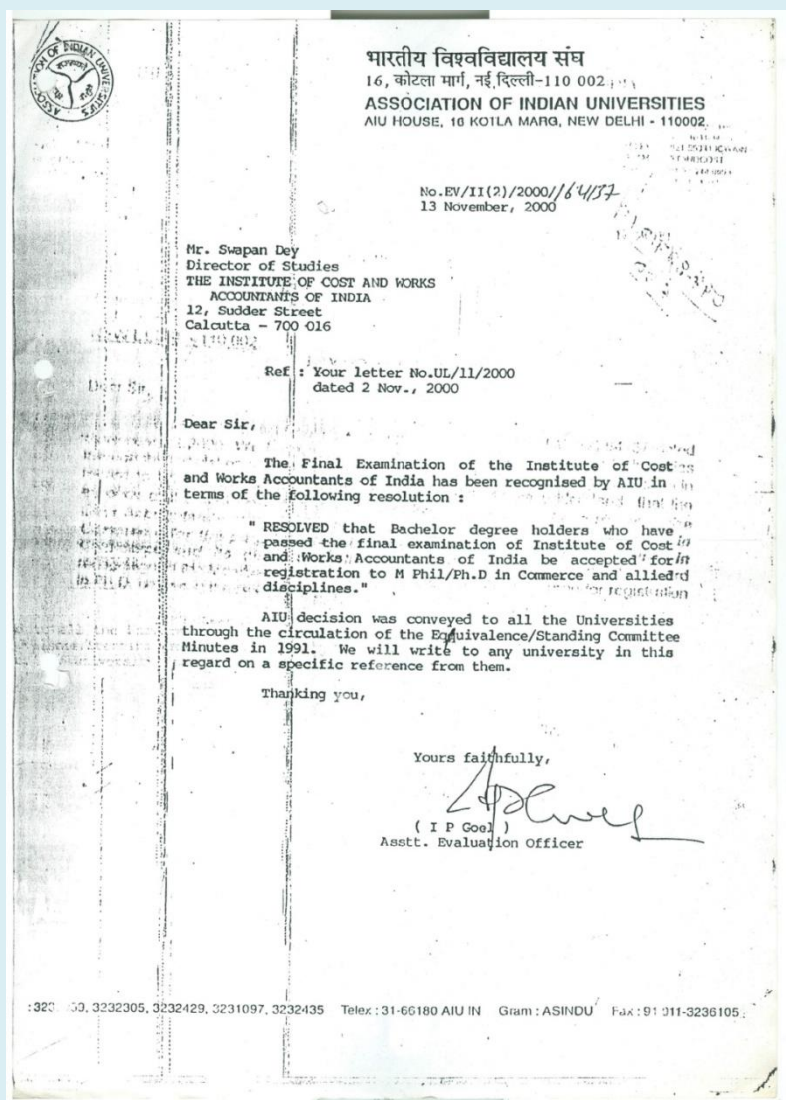 ASSOCIATION OF INDIAN UNIVERSITIES
भारतीय विश्वविद्यालय संघ
16, कोटला मार्ग, नई दिल्ली-110 002
ASSOCIATION OF INDIAN UNIVERSITIES
AIU HOUSE, 16 KOTLA MARG, NEW DELHI - 110002
No.EV/II(2)/2000/
13 November, 2000
Mr. Swapan Dey
Director of Studies
THE INSTITUTE OF COST AND WORKS
ACCOUNTANTS OF INDIA
12, Sudder Street
Calcutta - 700 016
Ref : Your letter No.UL/11/2000
dated 2 Nov., 2000
Dear Sir,
Dear Sir,
The Final Examination of the Institute of Cost
and Works Accountants of India has been recognised by AIU in
terms of the following resolution :
" RESOLVED that Bachelor degree holders who have
passed the final examination of Institute of Cost
and Works Accountants of India be accepted for
registration to M Phil/Ph.D in Commerce and allied
disciplines."
for registration
AIU decision was conveyed to all the Universities
through the circulation of the Equivalence/Standing Committee
Minutes in 1991. We will write to any university in this
regard on a specific reference from them.
Thanking you,
Yours faithfully,
( I P Goel )
Asstt. Evaluation Officer
3232305, 3232429, 3231097, 3232435 Telex : 31-66180 AIU IN Gram : ASINDU Fax : 91 011-3236105